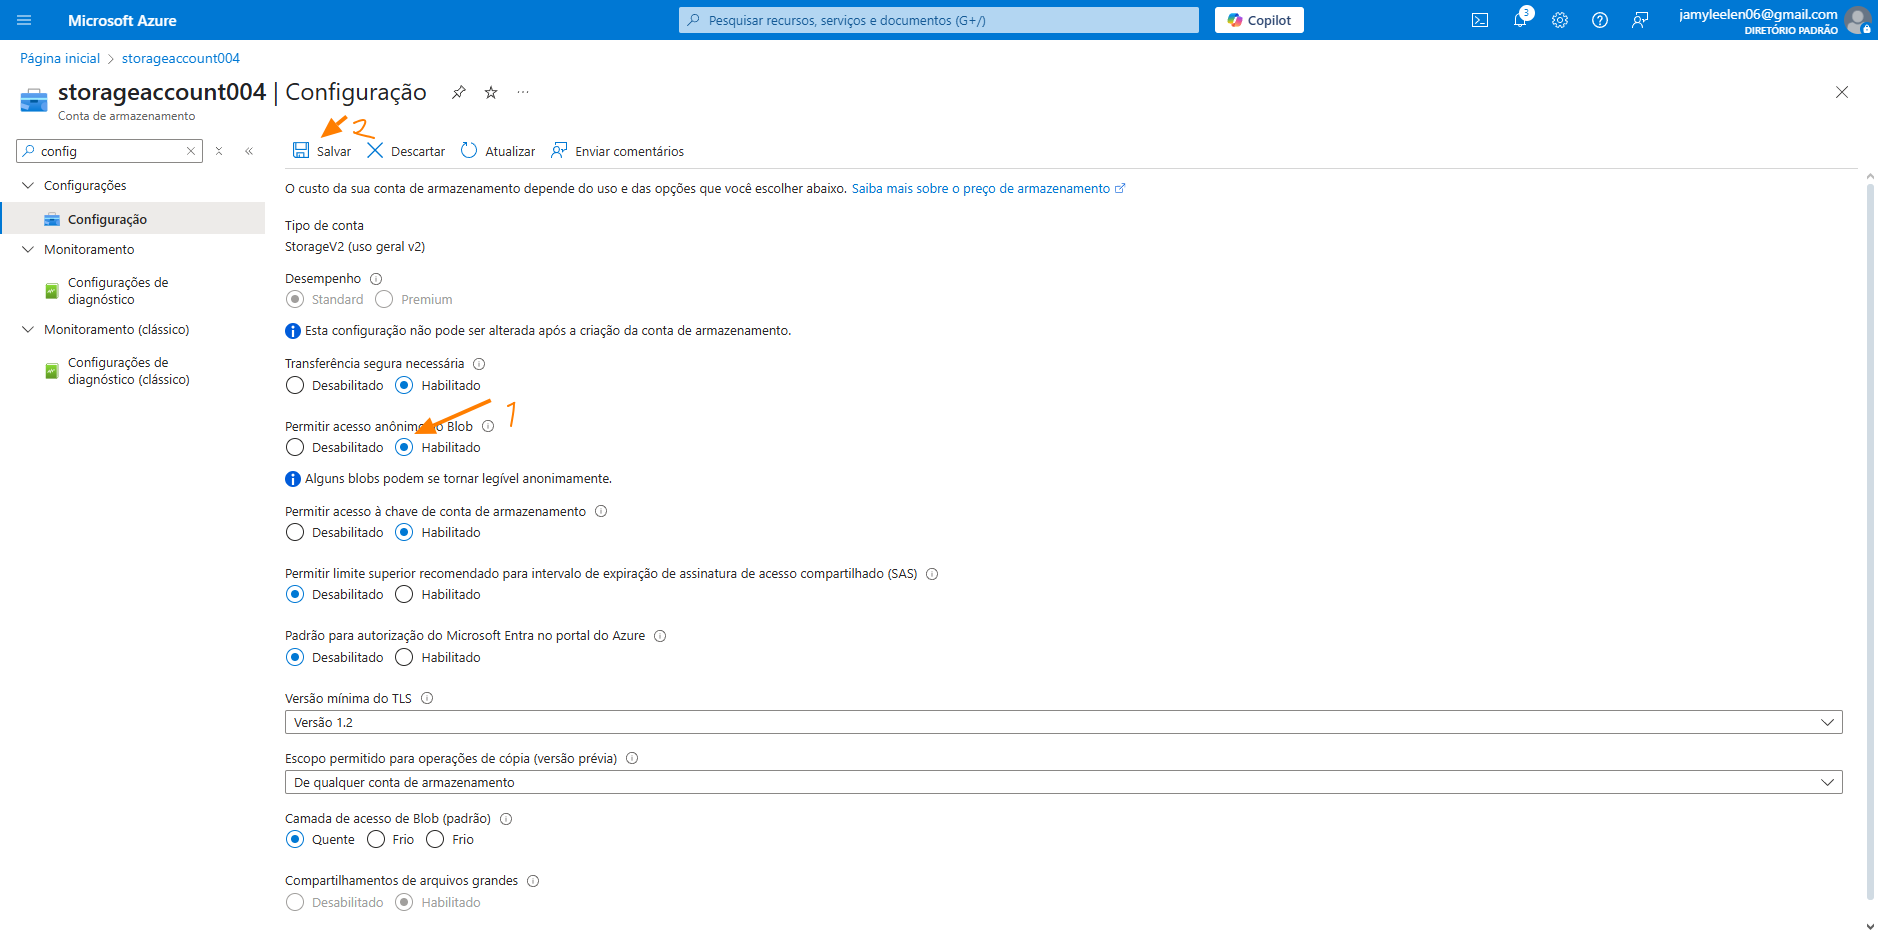 Microsoft Azure
Pesquisar recursos, serviços e documentos (G+/)
Copilot
3
jamyleelen06@gmail.com
DIRETÓRIO PADRÃO
Página inicial > storageaccount004
storageaccount004 | Configuração
Conta de armazenamento
2
config
Salvar
Descartar
Atualizar
Enviar comentários
Configurações
Configuração
Monitoramento
Configurações de
diagnóstico
Monitoramento (clássico)
Configurações de
diagnóstico (clássico)
O custo da sua conta de armazenamento depende do uso e das opções que você escolher abaixo. Saiba mais sobre o preço de armazenamento
Tipo de conta
StorageV2 (uso geral v2)
Desempenho
Standard Premium
Esta configuração não pode ser alterada após a criação da conta de armazenamento.
Transferência segura necessária
Desabilitado Habilitado
1
Permitir acesso anônimo o Blob
Desabilitado Habilitado
Alguns blobs podem se tornar legível anonimamente.
Permitir acesso à chave de conta de armazenamento
Desabilitado Habilitado
Permitir limite superior recomendado para intervalo de expiração de assinatura de acesso compartilhado (SAS)
Desabilitado Habilitado
Padrão para autorização do Microsoft Entra no portal do Azure
Desabilitado Habilitado
Versão mínima do TLS
Versão 1.2
Escopo permitido para operações de cópia (versão prévia)
De qualquer conta de armazenamento
Camada de acesso de Blob (padrão)
Quente Frio Frio
Compartilhamentos de arquivos grandes
Desabilitado Habilitado